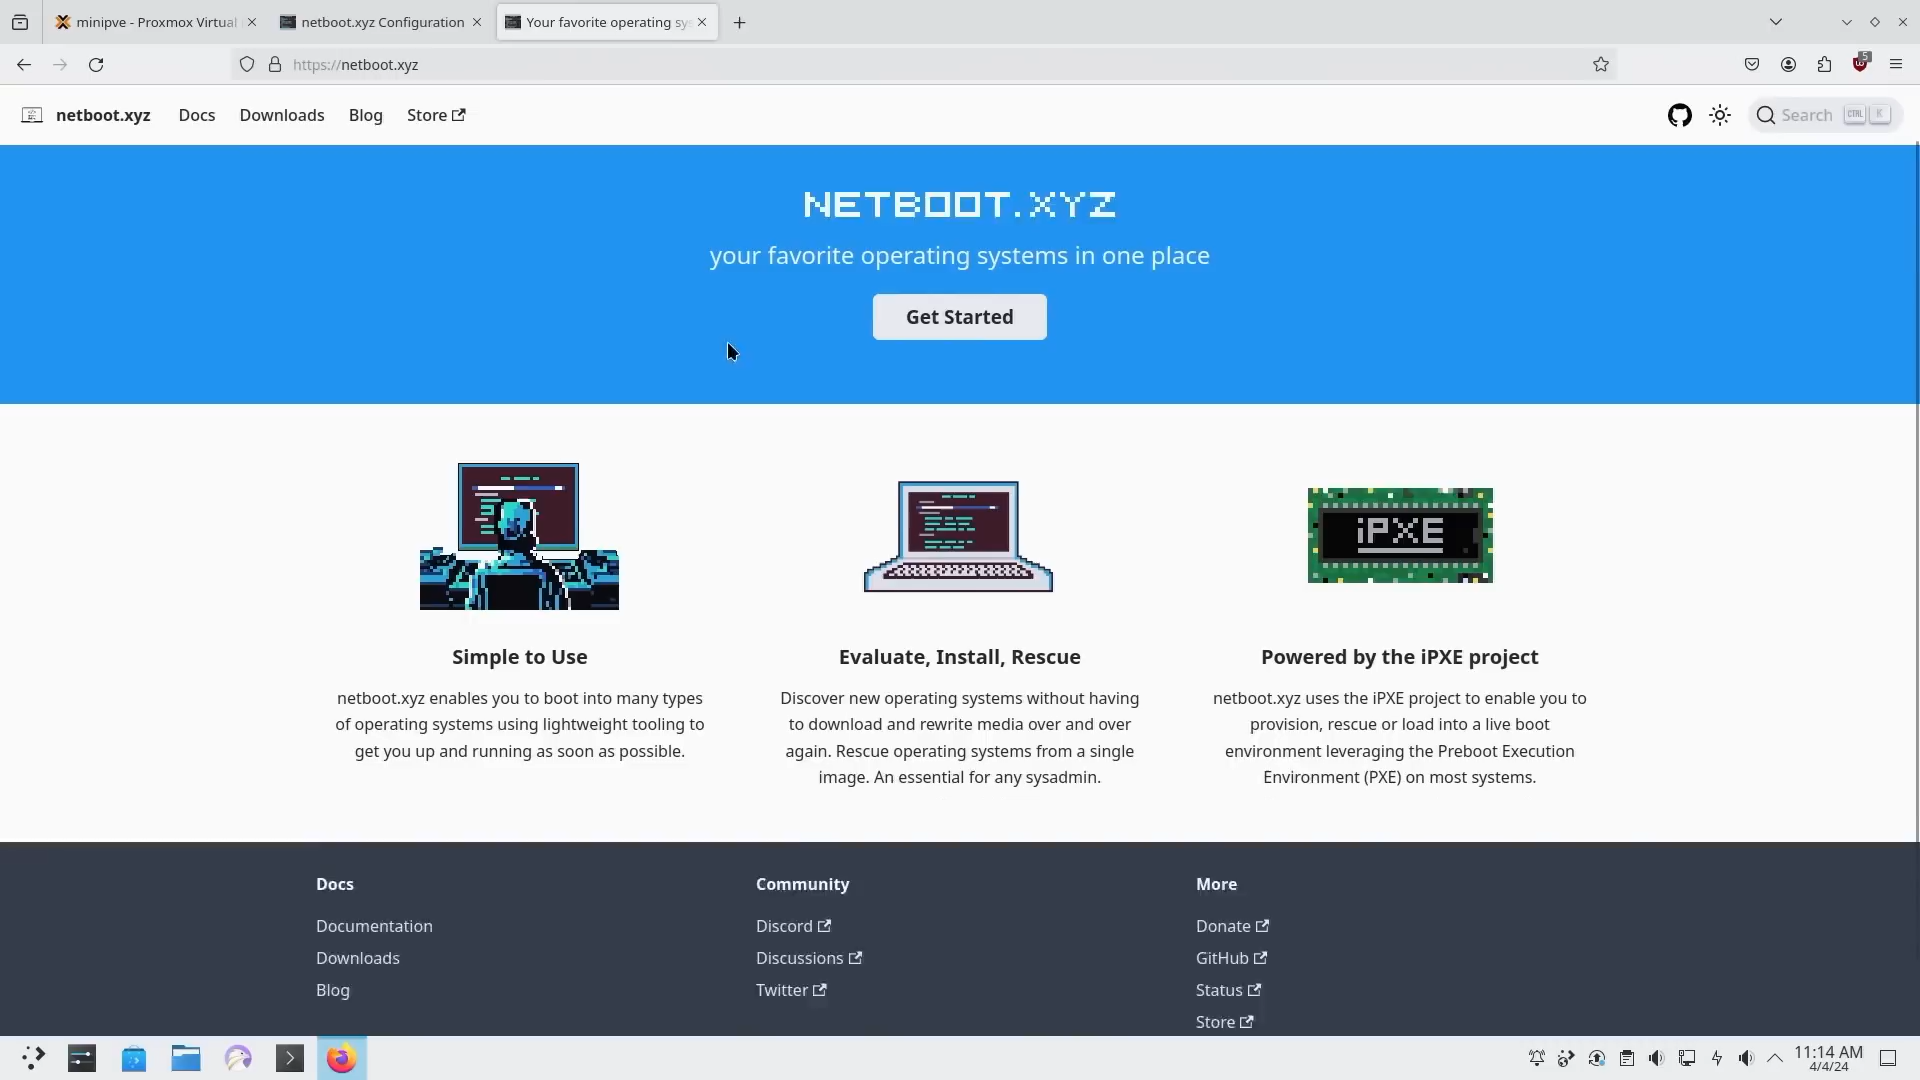 minipve - Proxmox Virtual
netboot.xyz Configuration
Your favorite operating sys
https://netboot.xyz
5
netboot.xyz
Docs
Downloads
Blog
Store
Search
CTRL
K
NETBOOT.XYZ
your favorite operating systems in one place
Get Started
iPXE
Simple to Use
netboot.xyz enables you to boot into many types
of operating systems using lightweight tooling to
get you up and running as soon as possible.
Evaluate, Install, Rescue
Discover new operating systems without having
to download and rewrite media over and over
again. Rescue operating systems from a single
image. An essential for any sysadmin.
Powered by the iPXE project
netboot.xyz uses the iPXE project to enable you to
provision, rescue or load into a live boot
environment leveraging the Preboot Execution
Environment (PXE) on most systems.
Docs
Documentation
Downloads
Blog
Community
Discord
Discussions
Twitter
More
Donate
GitHub
Status
Store
11:14 AM
4/4/24